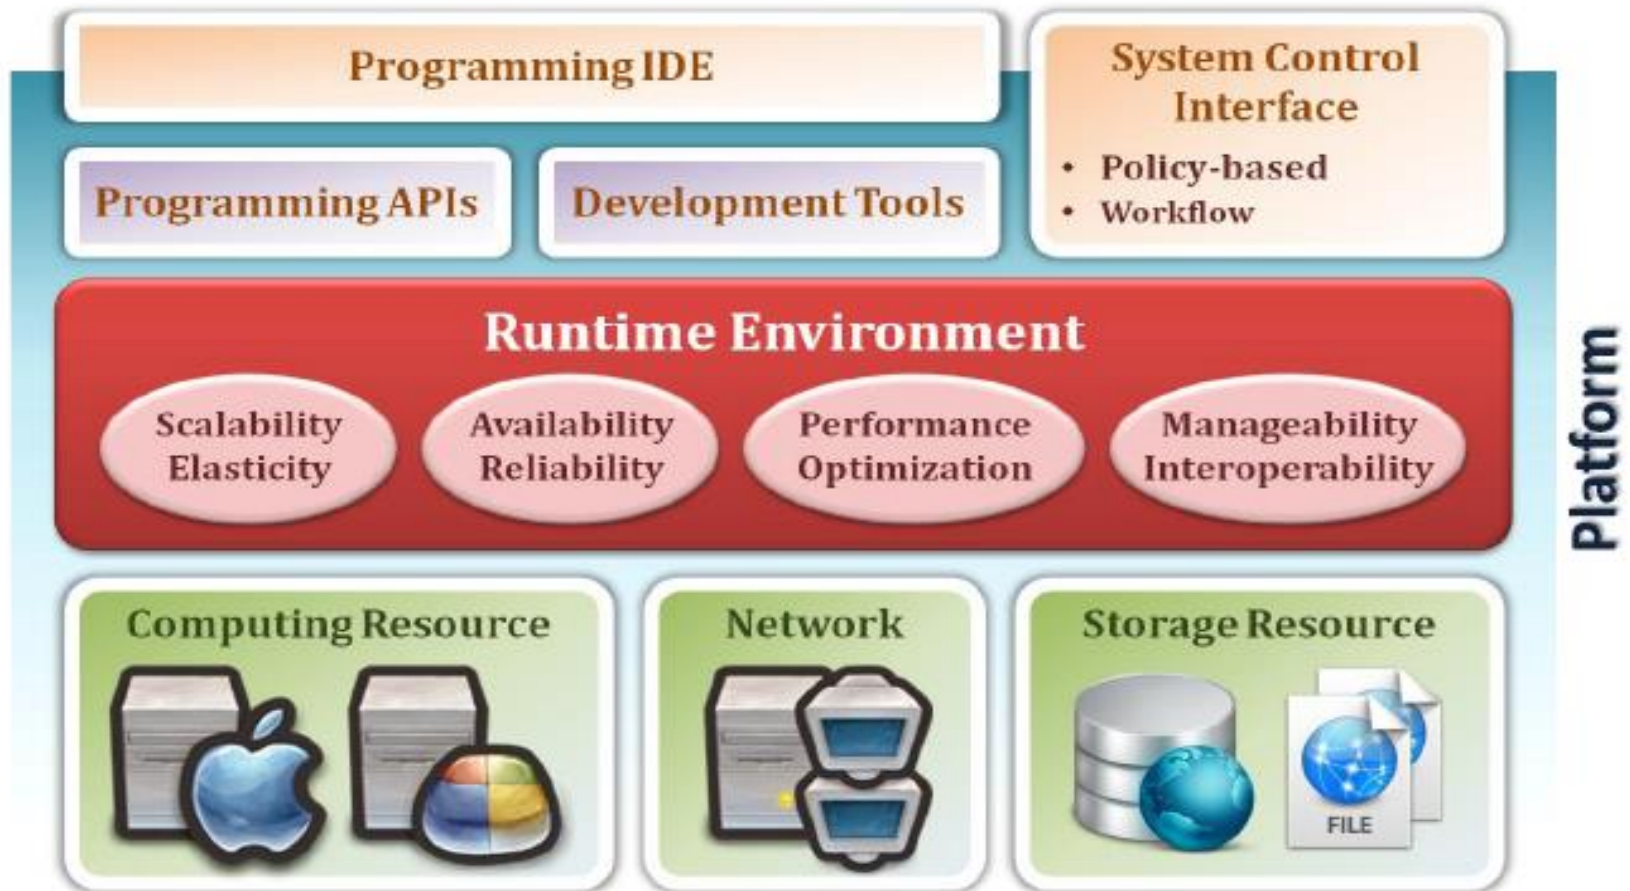 Programming IDE
System Control
Interface
• Policy-based
• Workflow
Programming APIs
Development Tools
Runtime Environment
Scalability
Elasticity
Availability
Reliability
Performance
Optimization
Manageability
Interoperability
Platform
Computing Resource
Network
Storage Resource
FILE